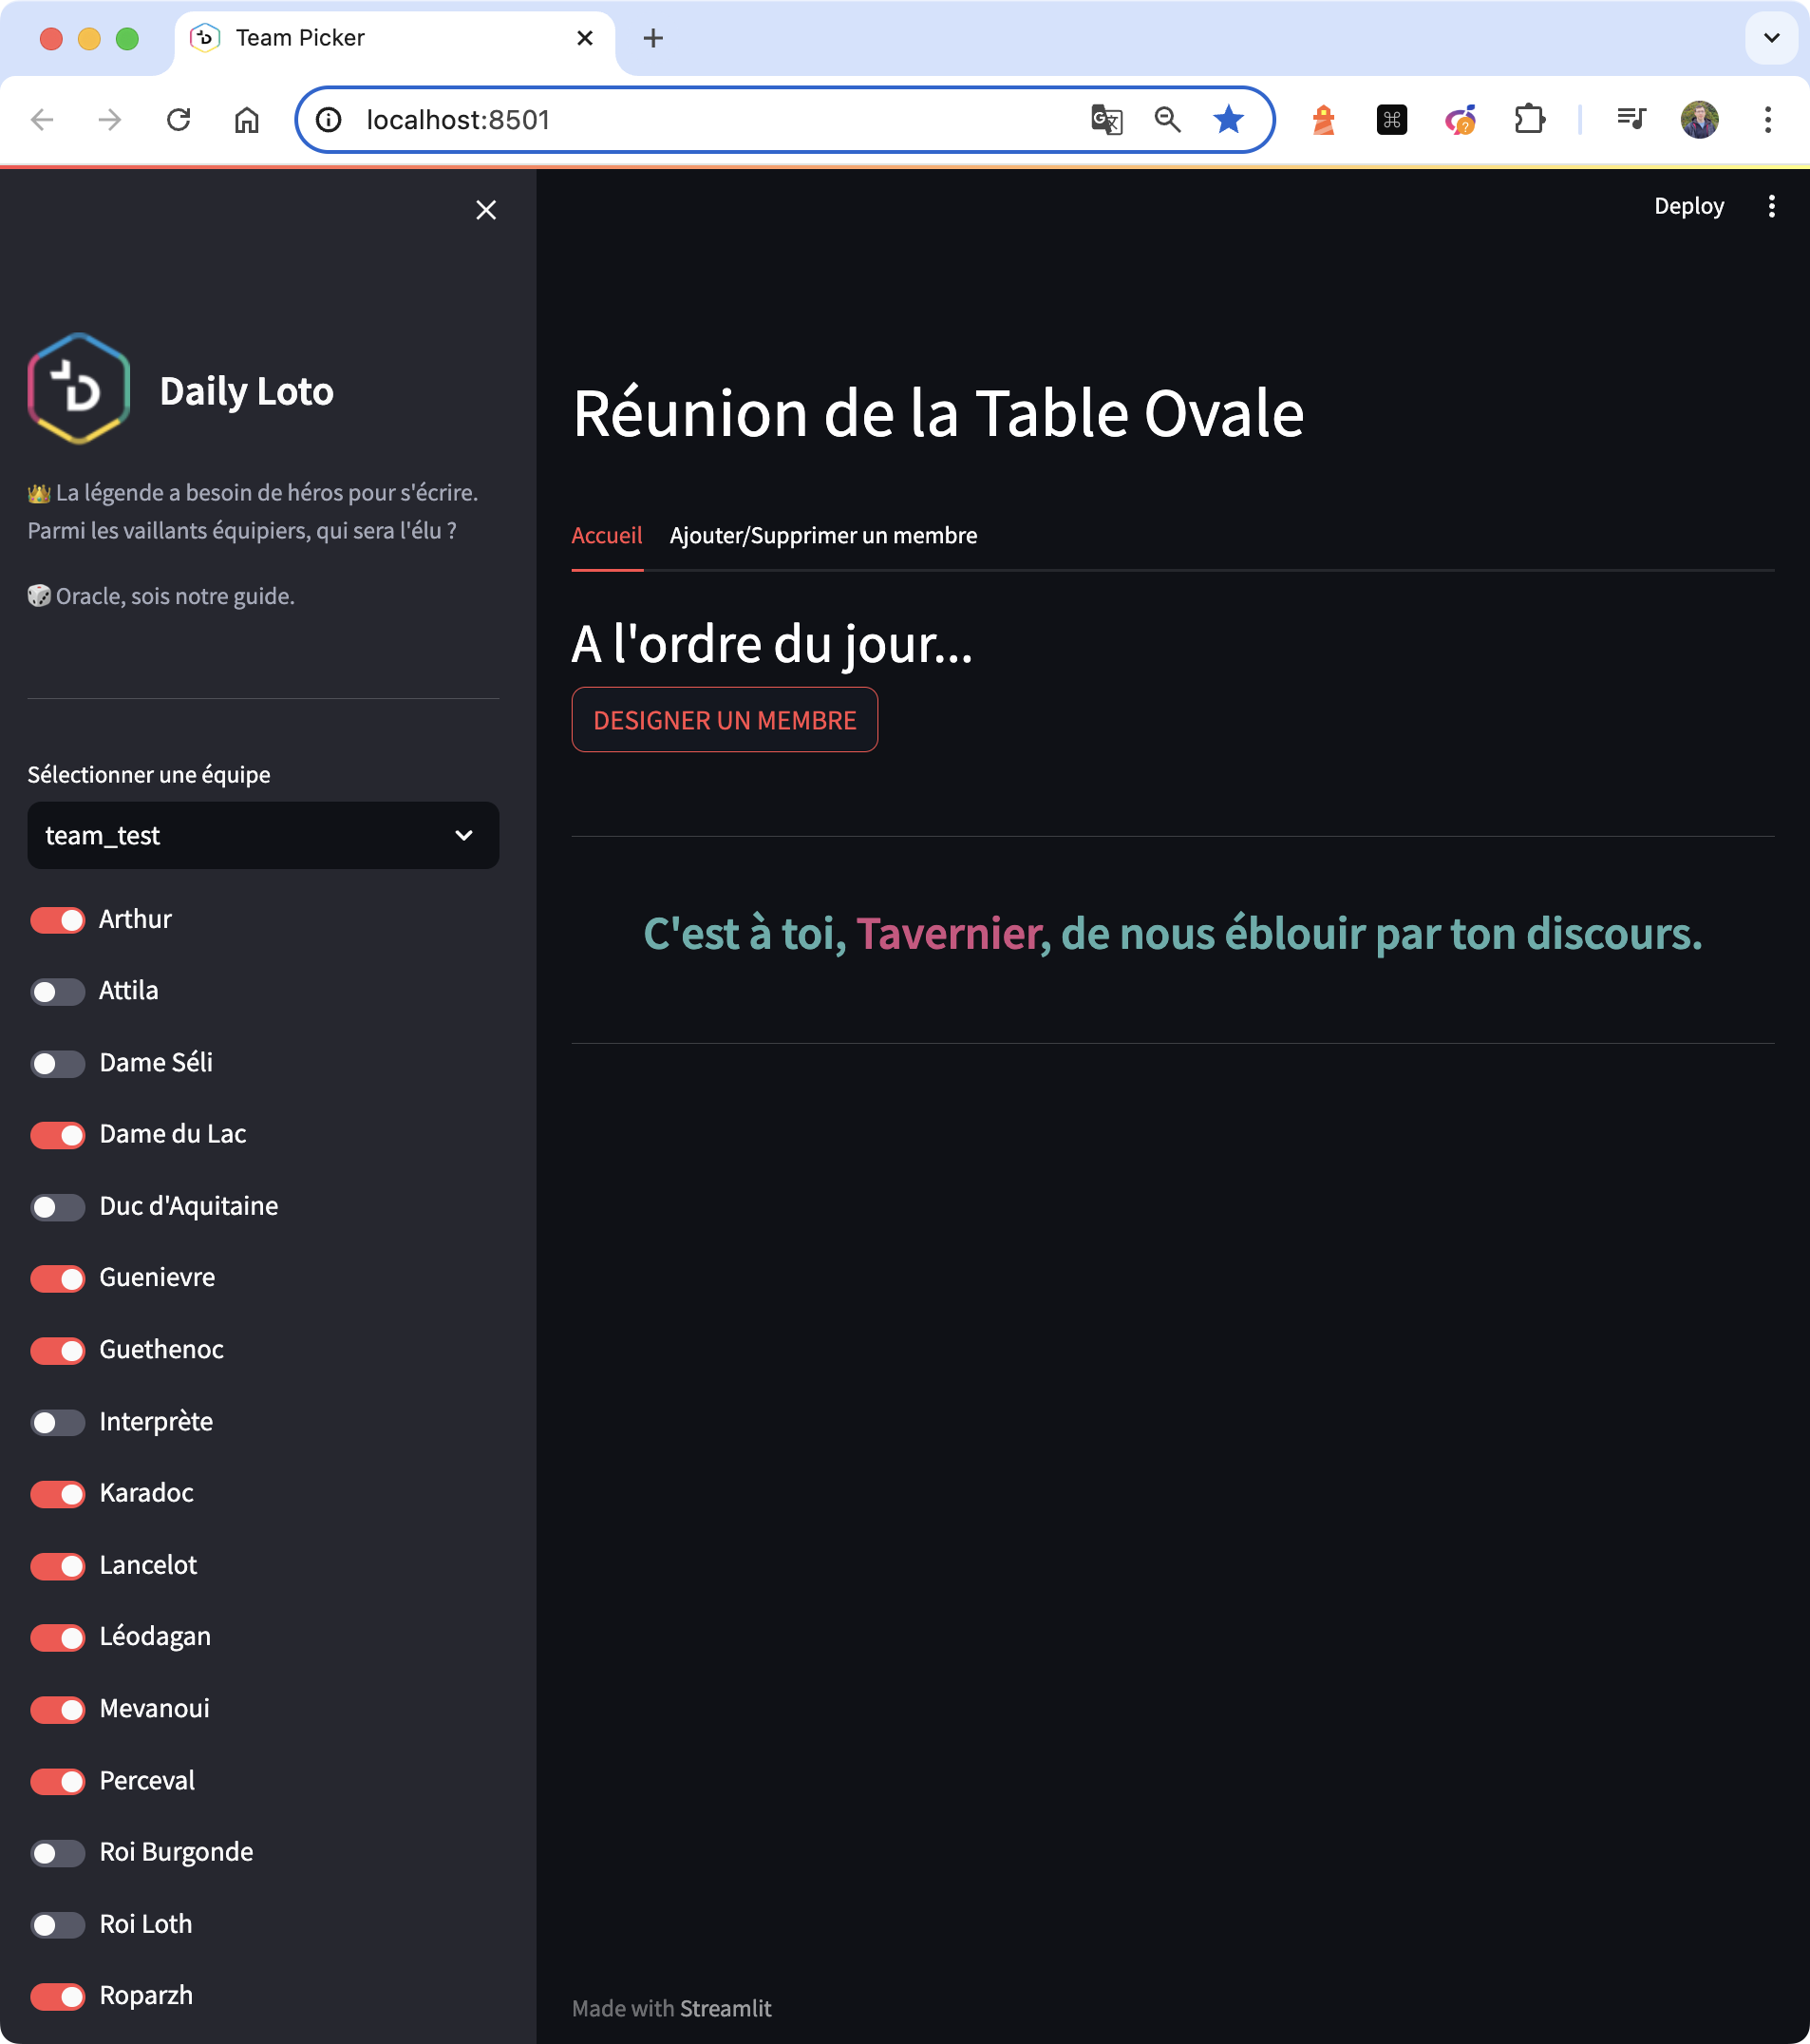 Team Picker
localhost:8501
Deploy
Daily Loto
👑 La légende a besoin de héros pour s'écrire.
Parmi les vaillants équipiers, qui sera l'élu ?
🎲 Oracle, sois notre guide.
Sélectionner une équipe
team_test
Arthur
Attila
Dame Séli
Dame du Lac
Duc d'Aquitaine
Guenievre
Guethenoc
Interprète
Karadoc
Lancelot
Léodagan
Mevanoui
Perceval
Roi Burgonde
Roi Loth
Roparzh
Réunion de la Table Ovale
Accueil Ajouter/Supprimer un membre
A l'ordre du jour...
DESIGNER UN MEMBRE
C'est à toi, Tavernier, de nous éblouir par ton discours.
Made with Streamlit